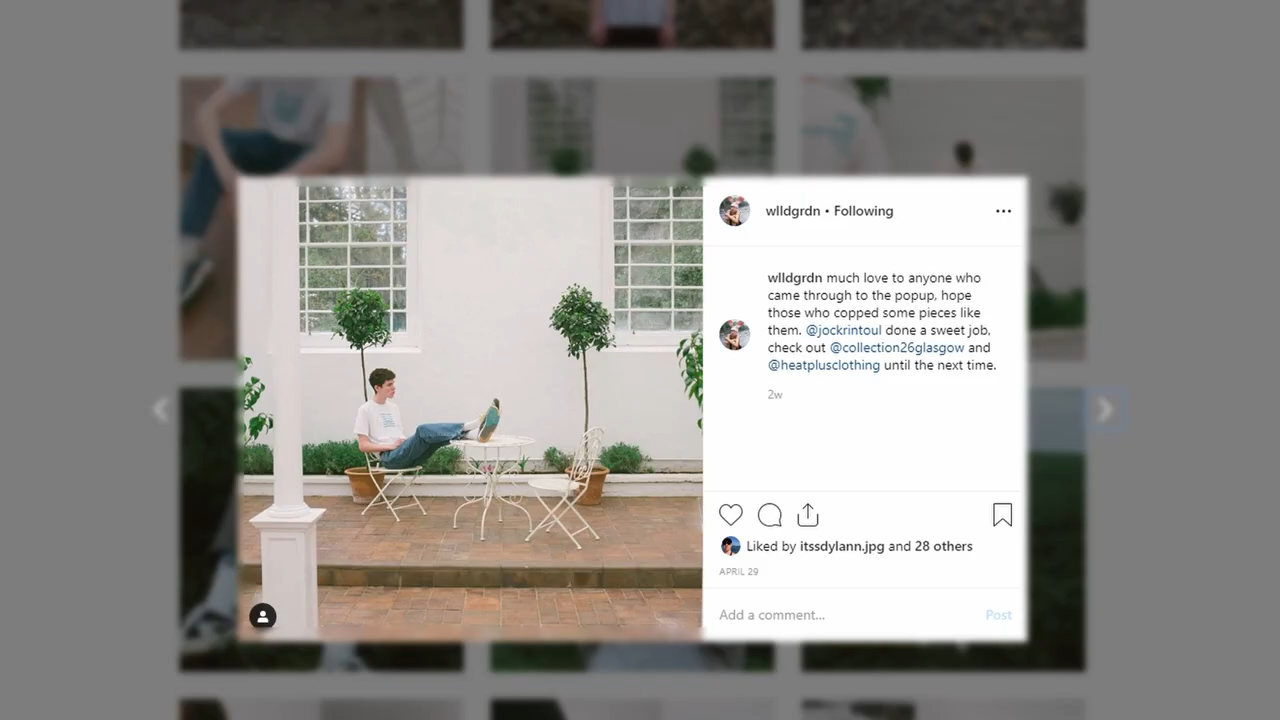 wlldgrdn • Following
wlldgrdn much love to anyone who
came through to the popup, hope
those who copped some pieces like
them. @jockrintoul done a sweet job,
check out @collection26glasgow and
@heatplusclothing until the next time.
2w
Liked by itssdylann.jpg and 28 others
APRIL 29
Add a comment...
Post